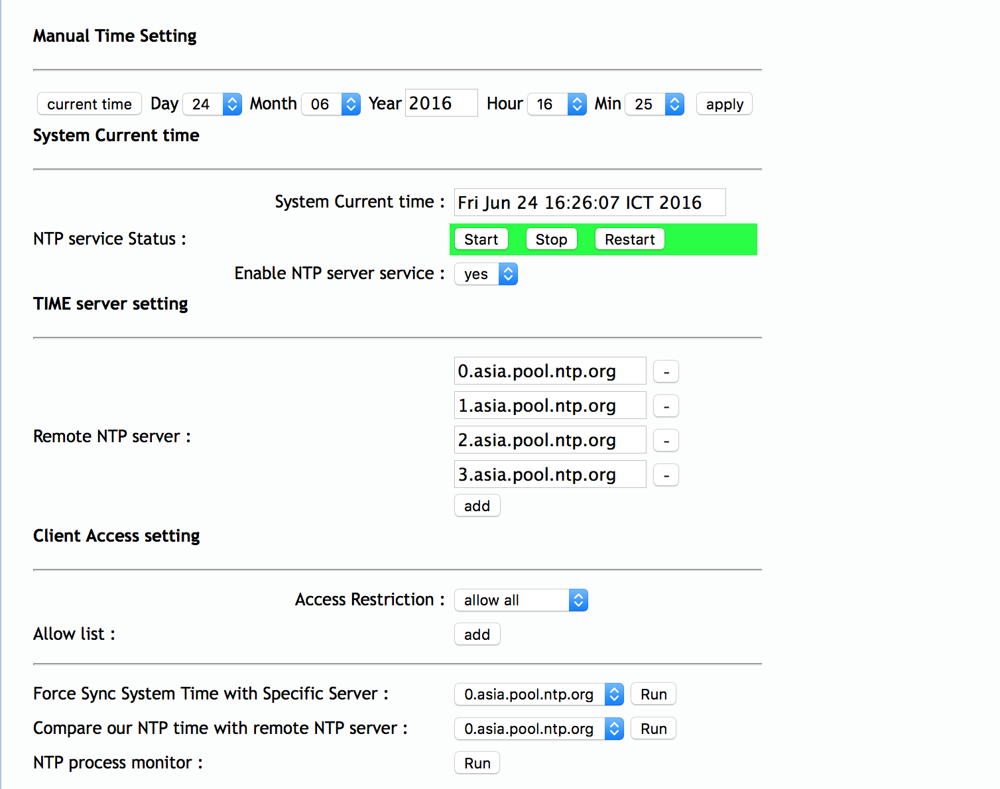 Manual Time Setting
current time Day 24 Month 06 Year 2016 Hour 16 Min 25 apply
System Current time
System Current time : Fri Jun 24 16:26:07 ICT 2016
NTP service Status : Start Stop Restart
Enable NTP server service : yes
TIME server setting
0.asia.pool.ntp.org -
1.asia.pool.ntp.org -
Remote NTP server :
2.asia.pool.ntp.org -
3.asia.pool.ntp.org -
add
Client Access setting
Access Restriction : allow all
Allow list : add
Force Sync System Time with Specific Server : 0.asia.pool.ntp.org Run
Compare our NTP time with remote NTP server : 0.asia.pool.ntp.org Run
NTP process monitor : Run